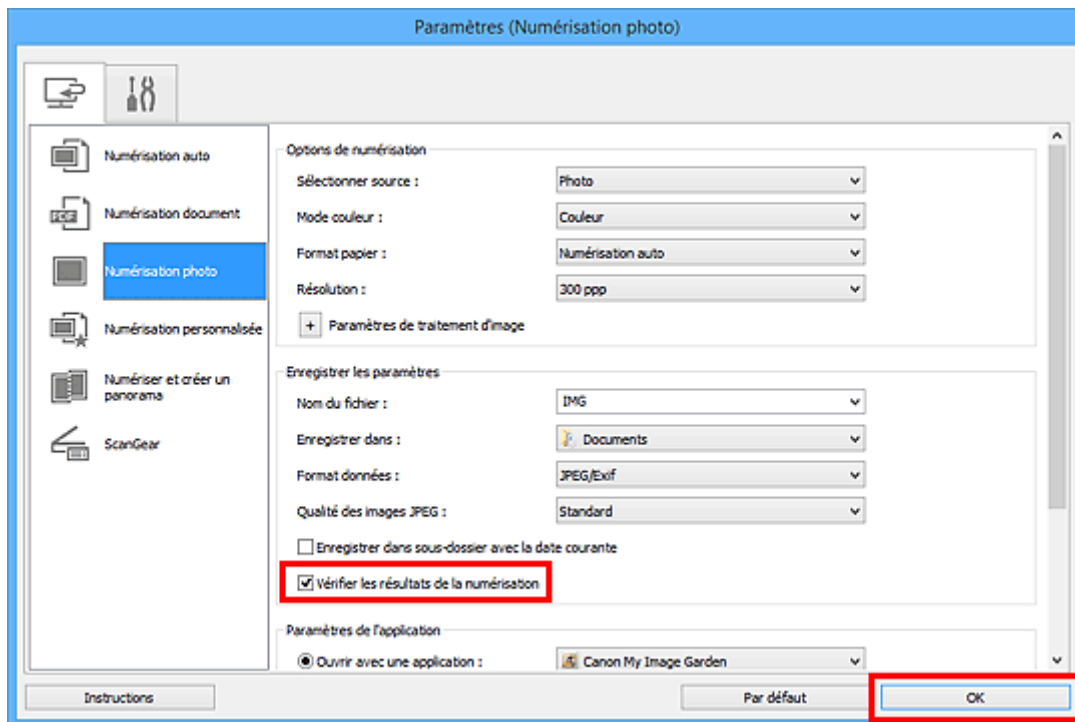 Paramètres (Numérisation photo)
Numérisation auto
PDF
Numérisation document
Numérisation photo
Numérisation personnalisée
Numériser et créer un
panorama
ScanGear
Options de numérisation
Sélectionner source : Photo
Mode couleur : Couleur
Format papier : Numérisation auto
Résolution : 300 ppp
+ Paramètres de traitement d'image
Enregistrer les paramètres
Nom du fichier : IMG
Enregistrer dans : Documents
Format données : JPEG/Exif
Qualité des images JPEG : Standard
Enregistrer dans sous-dossier avec la date courante
Vérifier les résultats de la numérisation
Paramètres de l'application
Ouvrir avec une application : Canon My Image Garden
Instructions Par défaut OK